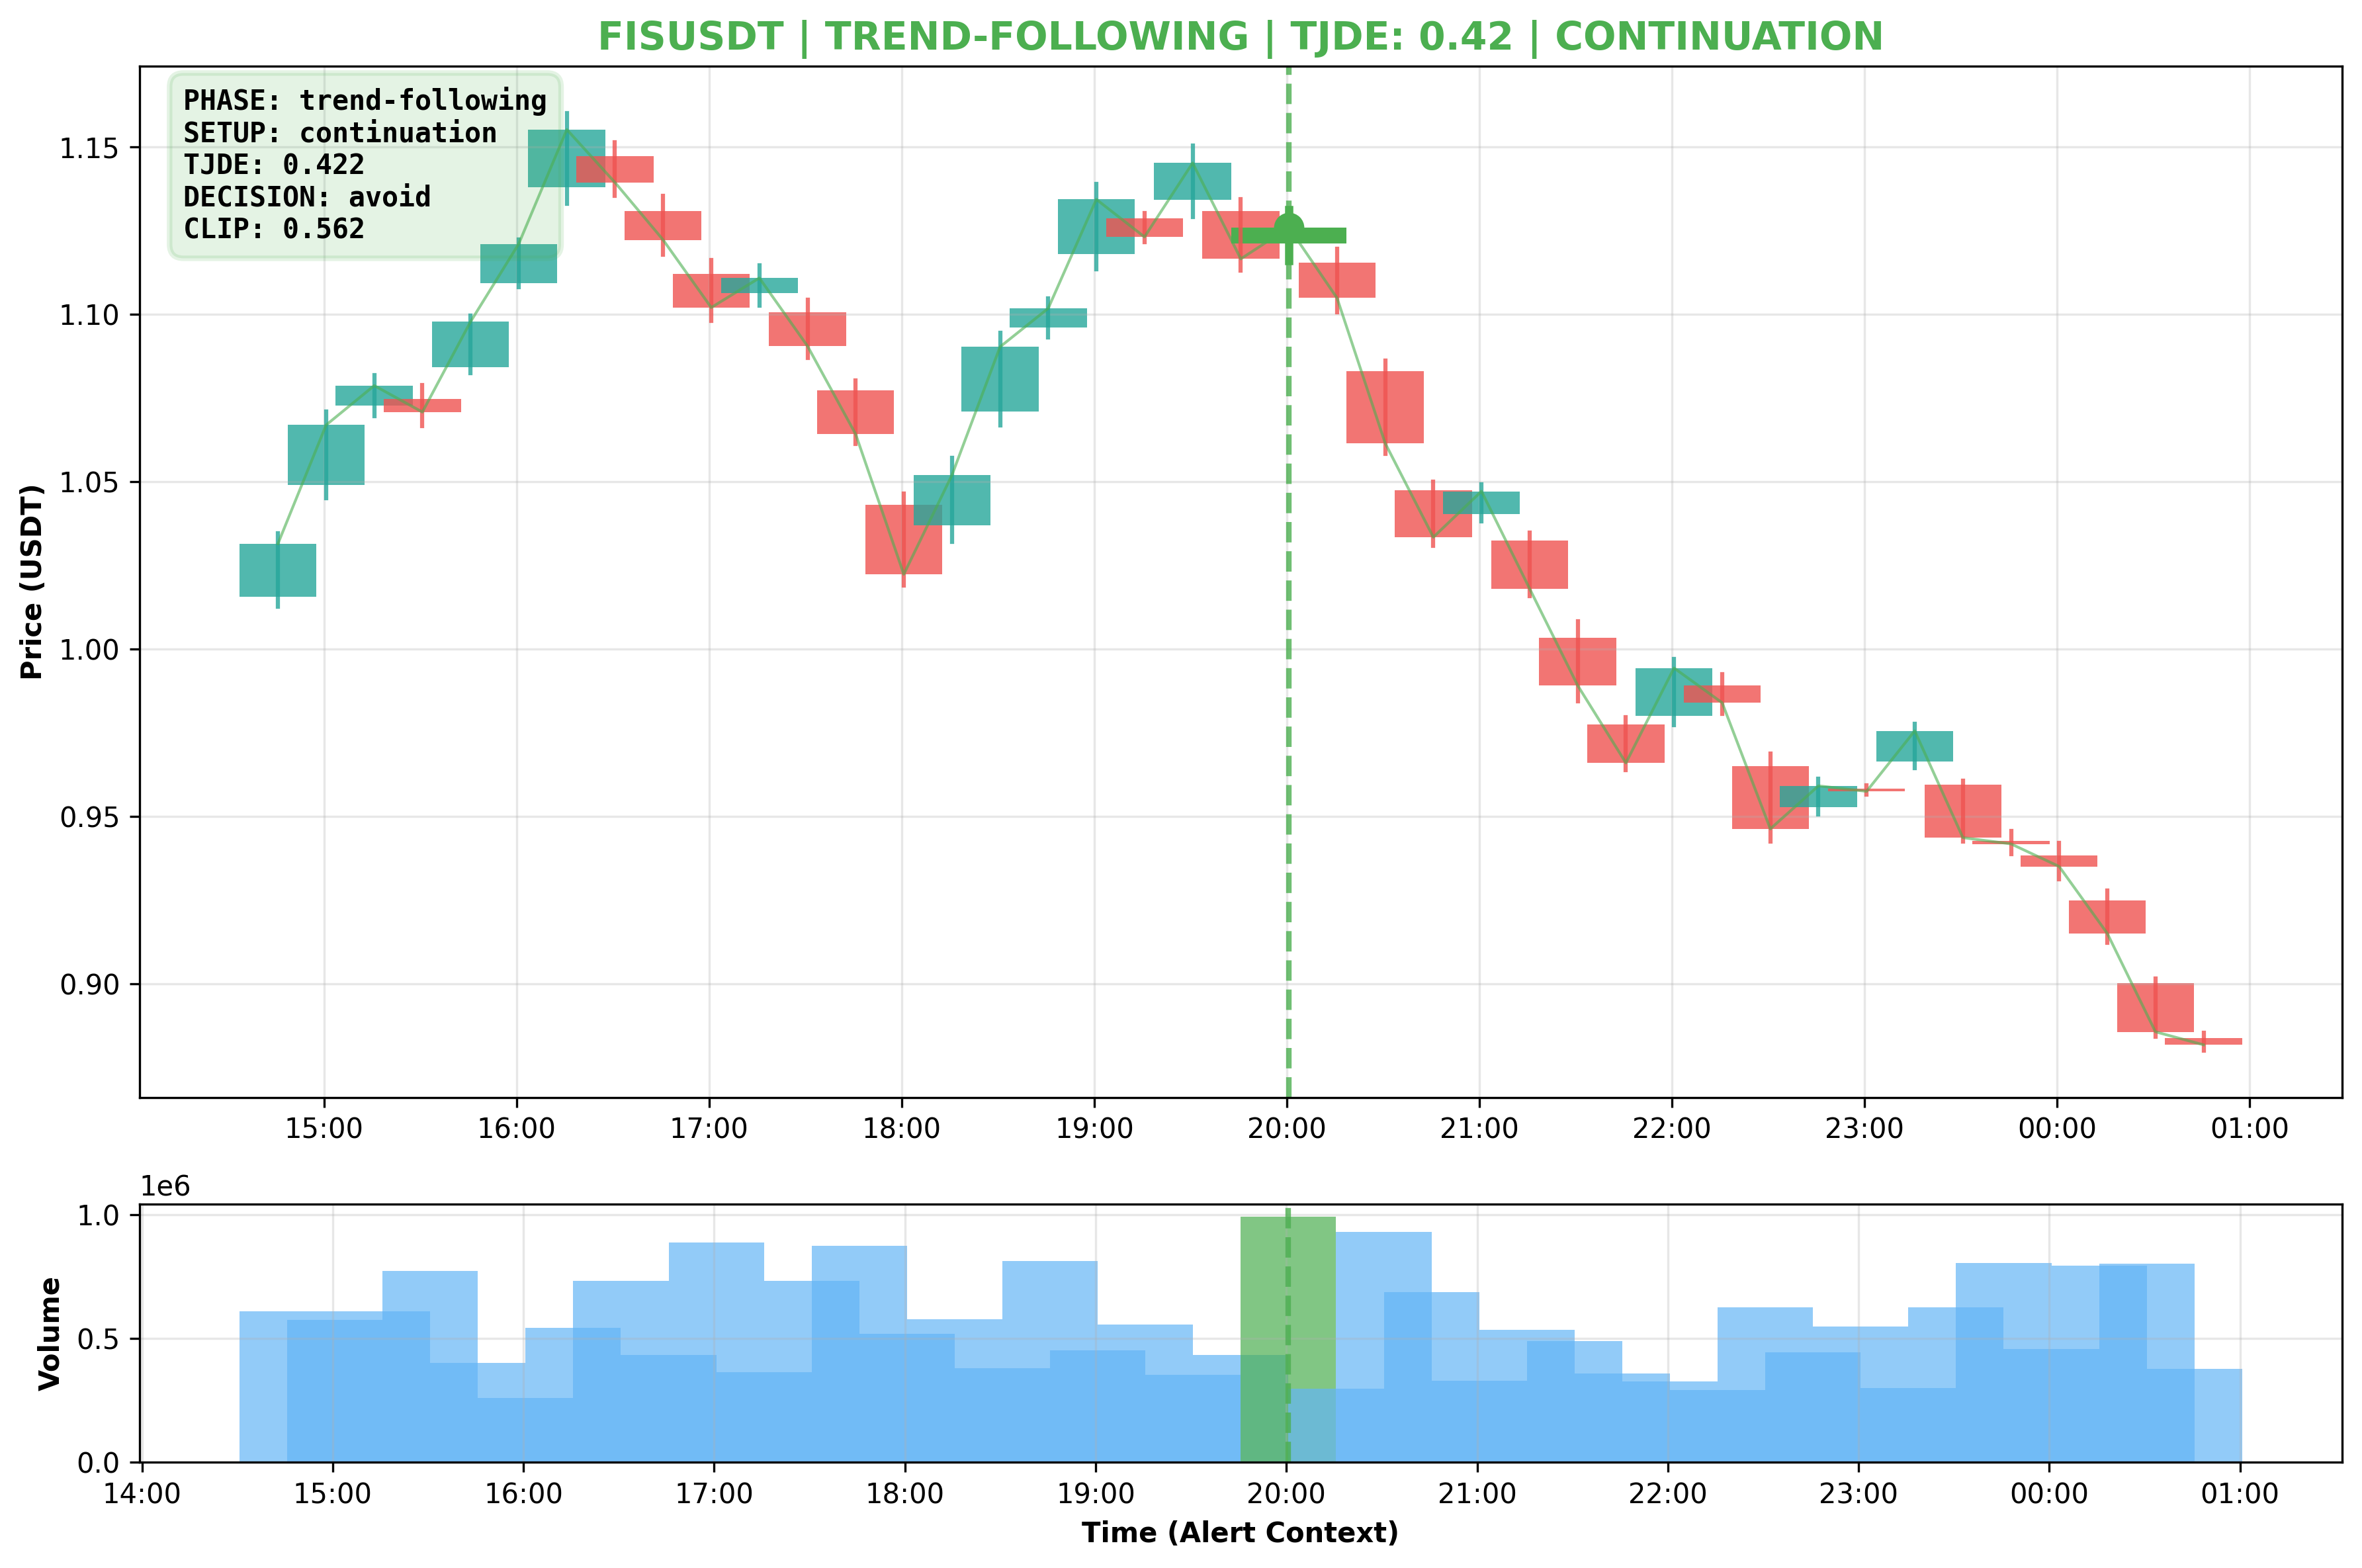 FISUSDT | TREND-FOLLOWING | TJDE: 0.42 | CONTINUATION
PHASE: trend-following
SETUP: continuation
TJDE: 0.422
DECISION: avoid
CLIP: 0.562
Price (USDT)
1.15
1.10
1.05
1.00
0.95
0.90
15:00 16:00 17:00 18:00 19:00 20:00 21:00 22:00 23:00 00:00 01:00
1e6
Volume
1.0
0.5
0.0
14:00 15:00 16:00 17:00 18:00 19:00 20:00 21:00 22:00 23:00 00:00 01:00
Time (Alert Context)